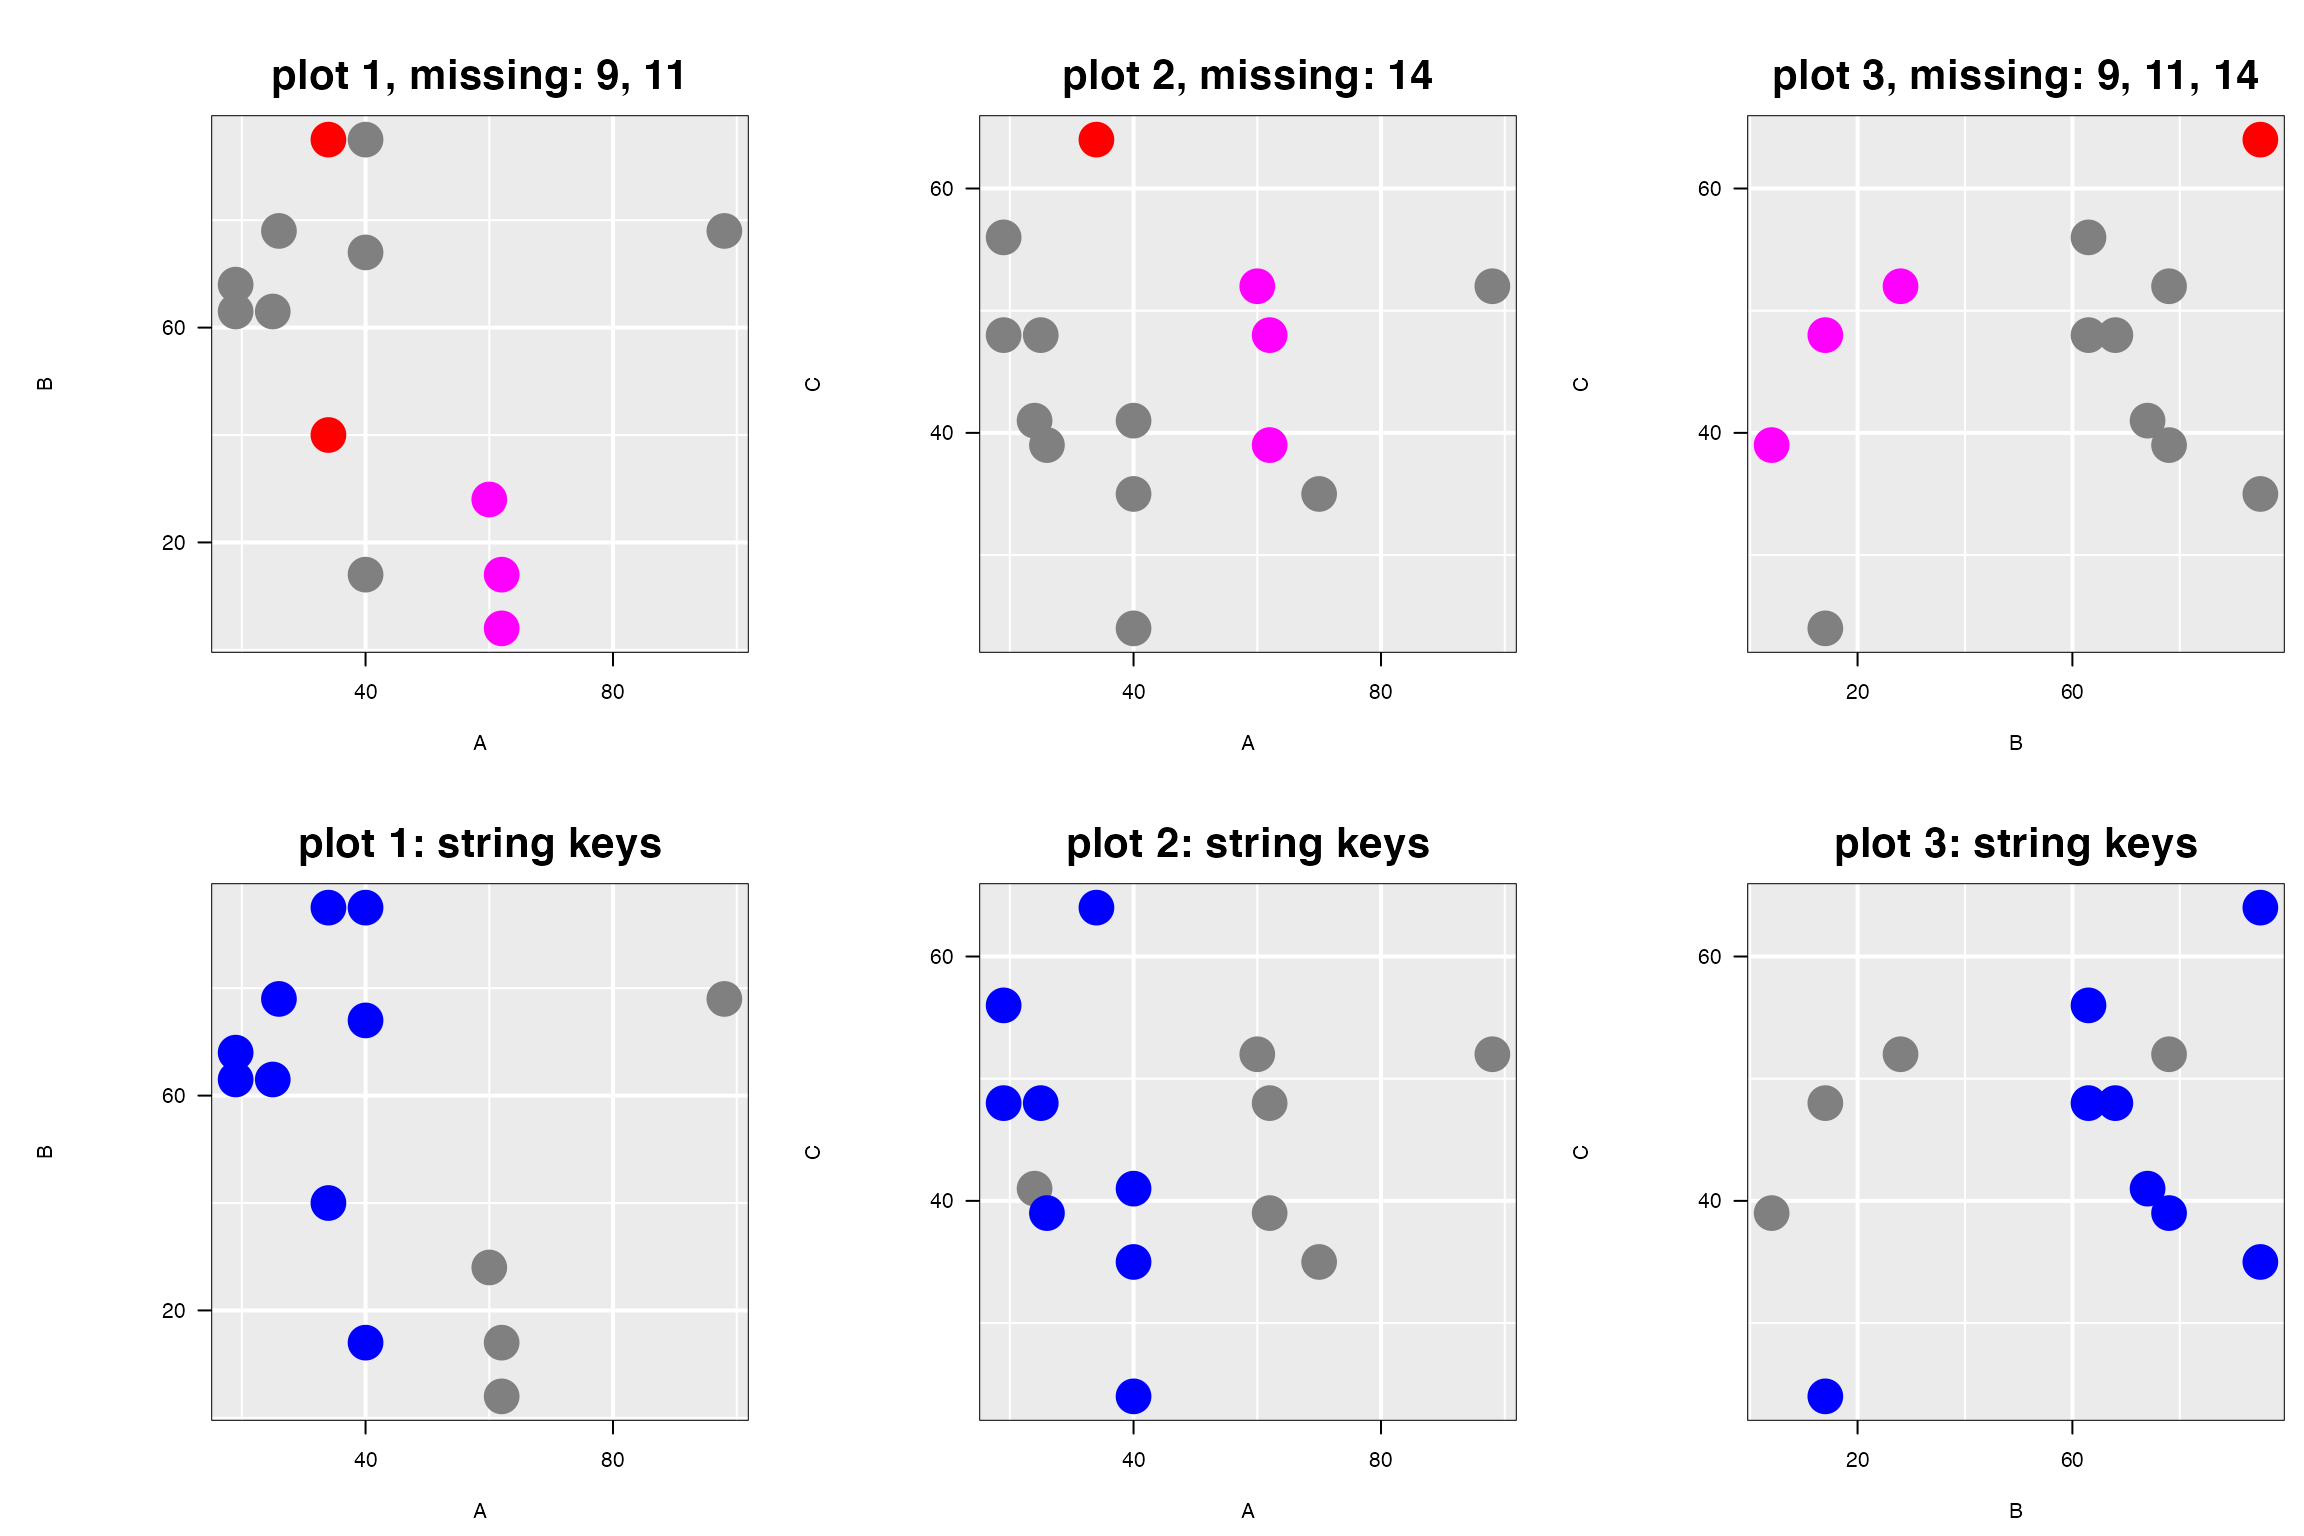 plot 1, missing: 9, 11
B
60
20
40 80
A
plot 2, missing: 14
C
60
40
40 80
A
plot 3, missing: 9, 11, 14
C
60
40
20 60
B
plot 1: string keys
B
60
20
40 80
A
plot 2: string keys
C
60
40
40 80
A
plot 3: string keys
C
60
40
20 60
B